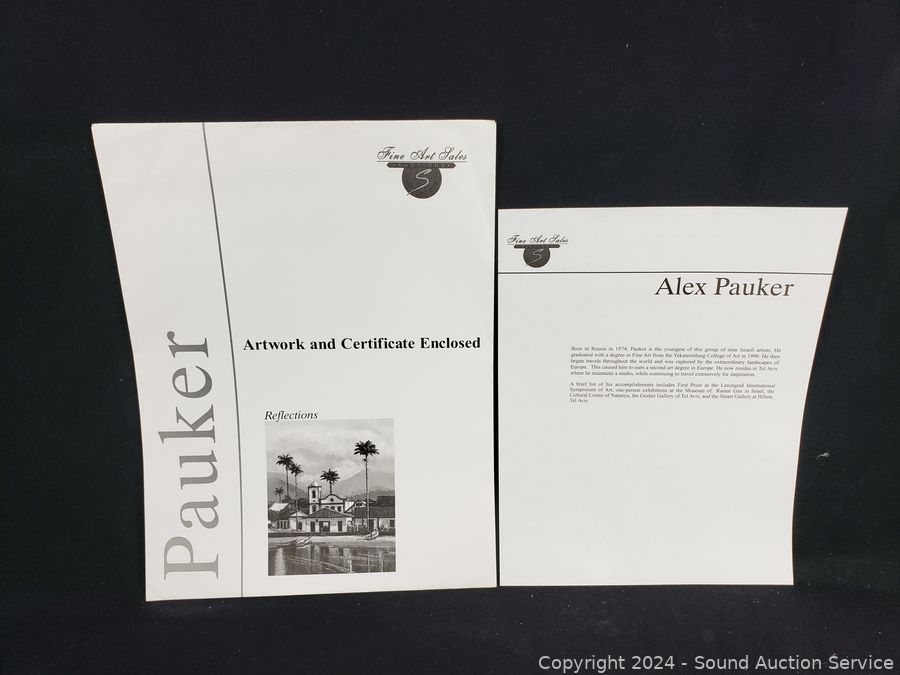 Fine Art Sales
AUCTIONS
S
Pauker
Artwork and Certificate Enclosed
Reflections
Fine Art Sales
S
Alex Pauker
Born in Russia in 1974, Pauker is the youngest of this group of nine Israeli artists. He
graduated with a degree in Fine Art from the Yekaterinburg College of Art in 1990. He then
began travels throughout the world and was captured by the extraordinary landscapes of
Europe. This caused him to earn a second art degree in Europe. He now resides in Tel Aviv
where he maintains a studio, while continuing to travel extensively for inspiration.
A brief list of his accomplishments includes First Prize at the Leningrad International
Symposium of Art, one-person exhibitions at the Museum of Ramat Gan in Israel, the
Cultural Center of Natanya, the Gesher Gallery of Tel Aviv, and the Smart Gallery at Hilton,
Tel Aviv.
Copyright 2024 - Sound Auction Service